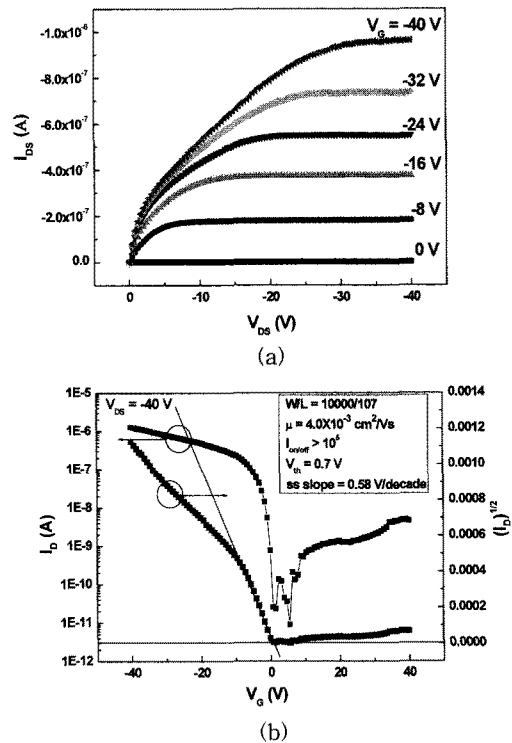 -1.0x10⁻⁶
-8.0x10⁻⁷
-6.0x10⁻⁷
-4.0x10⁻⁷
-2.0x10⁻⁷
0.0
I_DS (A)
V_G = -40 V
-32 V
-24 V
-16 V
-8 V
0 V
0 -10 -20 -30 -40
V_DS (V)
(a)
1E-5
1E-6
1E-7
1E-8
1E-9
1E-10
1E-11
1E-12
I_D (A)
V_DS = -40 V
W/L = 10000/107
μ = 4.0X10⁻³ cm²/Vs
I_on/off > 10⁵
V_th = 0.7 V
ss slope = 0.58 V/decade
0.0014
0.0012
0.0010
0.0008
0.0006
0.0004
0.0002
0.0000
(I_D)^1/2
-40 -20 0 20 40
V_G (V)
(b)